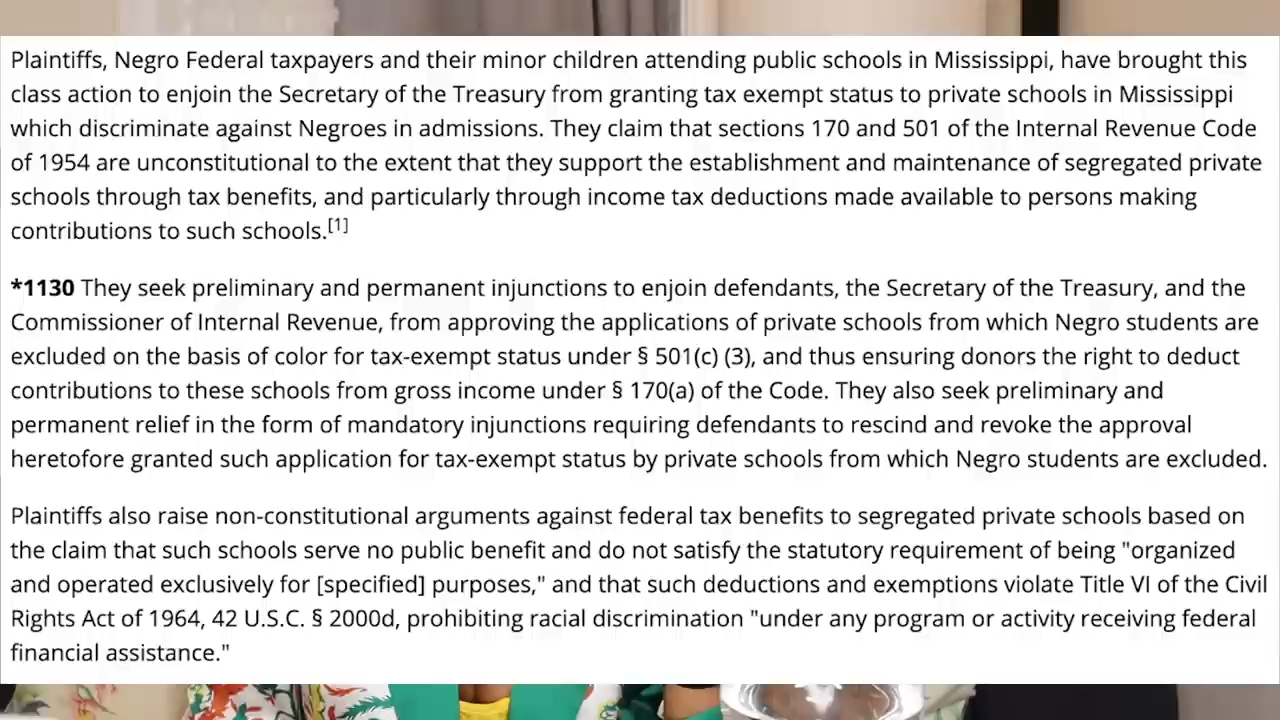 Plaintiffs, Negro Federal taxpayers and their minor children attending public schools in Mississippi, have brought this
class action to enjoin the Secretary of the Treasury from granting tax exempt status to private schools in Mississippi
which discriminate against Negroes in admissions. They claim that sections 170 and 501 of the Internal Revenue Code
of 1954 are unconstitutional to the extent that they support the establishment and maintenance of segregated private
schools through tax benefits, and particularly through income tax deductions made available to persons making
contributions to such schools.[1]
*1130 They seek preliminary and permanent injunctions to enjoin defendants, the Secretary of the Treasury, and the
Commissioner of Internal Revenue, from approving the applications of private schools from which Negro students are
excluded on the basis of color for tax-exempt status under § 501(c) (3), and thus ensuring donors the right to deduct
contributions to these schools from gross income under § 170(a) of the Code. They also seek preliminary and
permanent relief in the form of mandatory injunctions requiring defendants to rescind and revoke the approval
heretofore granted such application for tax-exempt status by private schools from which Negro students are excluded.
Plaintiffs also raise non-constitutional arguments against federal tax benefits to segregated private schools based on
the claim that such schools serve no public benefit and do not satisfy the statutory requirement of being "organized
and operated exclusively for [specified] purposes," and that such deductions and exemptions violate Title VI of the Civil
Rights Act of 1964, 42 U.S.C. § 2000d, prohibiting racial discrimination "under any program or activity receiving federal
financial assistance."